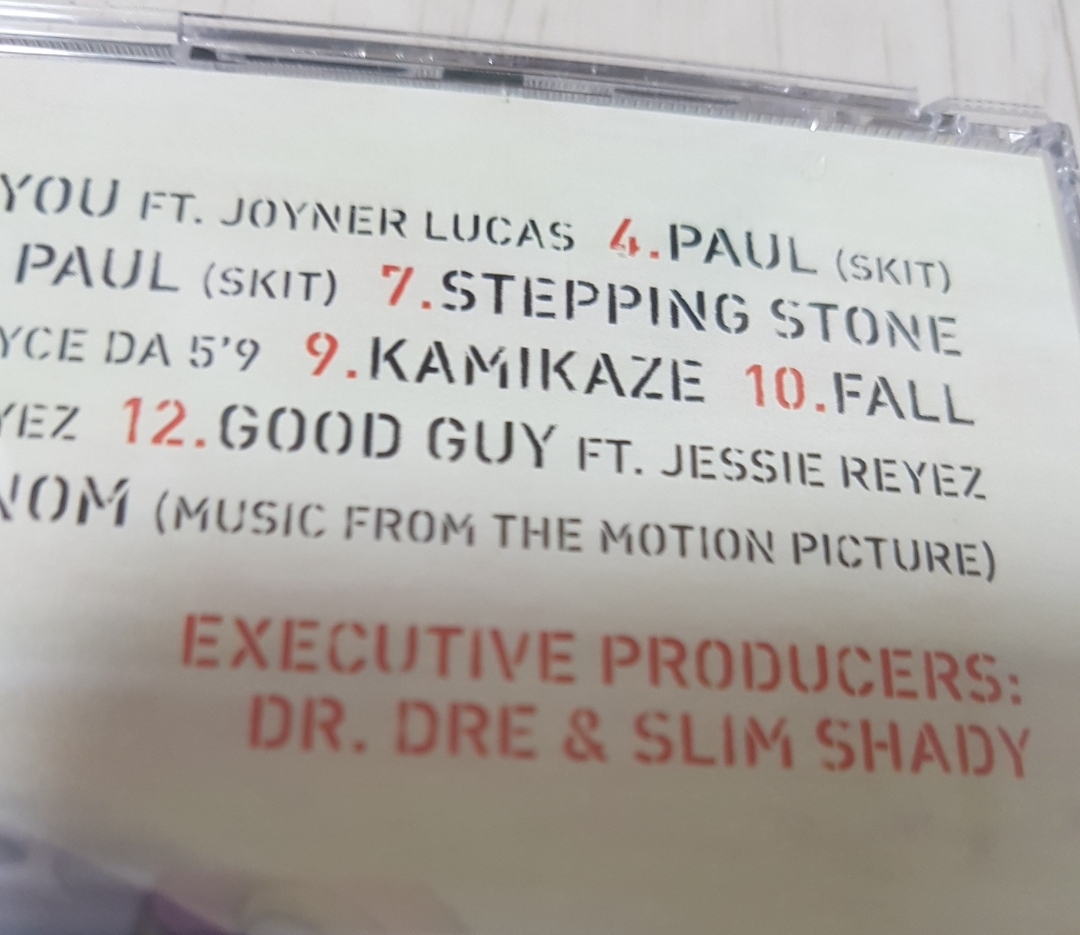 YOU FT. JOYNER LUCAS 4.PAUL (SKIT)
PAUL (SKIT) 7.STEPPING STONE
YCE DA 5'9 9.KAMIKAZE 10.FALL
YEZ 12.GOOD GUY FT. JESSIE REYEZ
NOM (MUSIC FROM THE MOTION PICTURE)
EXECUTIVE PRODUCERS:
DR. DRE & SLIM SHADY